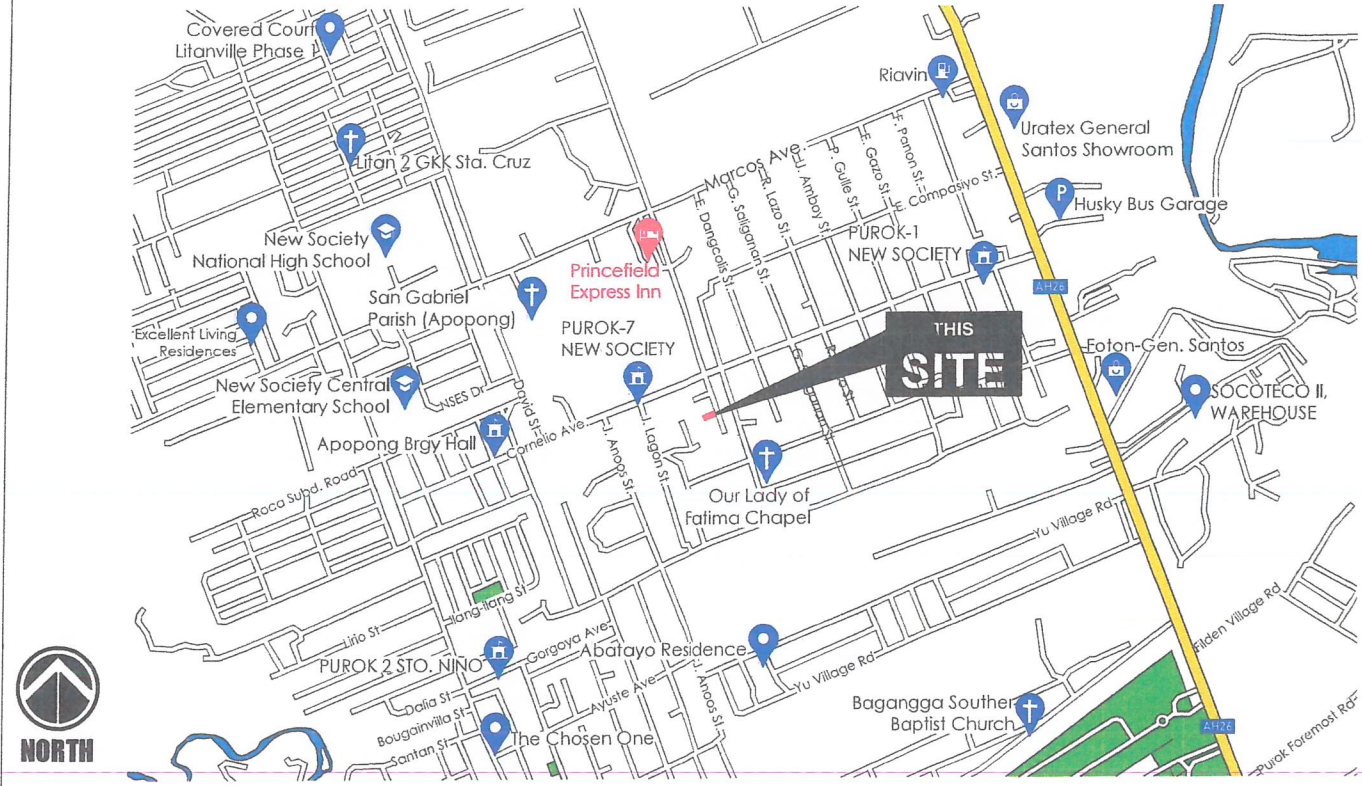 Covered Court
Litanville Phase 1
Riavin
Uratex General
Santos Showroom
Litan 2 GKK Sta. Cruz
Marcos Ave.
F. Panon St.
E. Gazo St.
P. Gulle St.
J. Amboy St.
R. Lazo St.
G. Saliganan St.
E. Dangcolis St.
E. Compasiyo St.
P
Husky Bus Garage
New Society
National High School
PUROK-1
NEW SOCIETY
Princefield
Express Inn
AH26
San Gabriel
Parish (Apopong)
Excellent Living
Residences
PUROK-7
NEW SOCIETY
THIS
SITE
Foton-Gen. Santos
New Society Central
Elementary School
NSES Dr
David St.
SOCOTECO II,
WAREHOUSE
Apopong Brgy Hall
Cornelio Ave.
J. Anoos St.
J. Lagon St.
Roca Subd. Road
Our Lady of
Fatima Chapel
Yu Village Rd
Ilang-Ilang St
Lirio St
Gorgoya Ave
Abatayo Residence
Filden Village Rd
PUROK 2 STO. NIÑO
Yu Village Rd
Dalia St
Ayuste Ave
J. Anoos St
Bougainvilla St
Bagangga Souther
Baptist Church
Santan St
The Chosen One
AH26
Purok Foremost Rd
NORTH